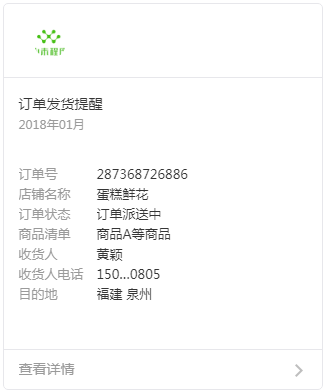 订单发货提醒
2018年01月
订单号 287368726886
店铺名称 蛋糕鲜花
订单状态 订单派送中
商品清单 商品A等商品
收货人 黄颖
收货人电话 150...0805
目的地 福建 泉州
查看详情